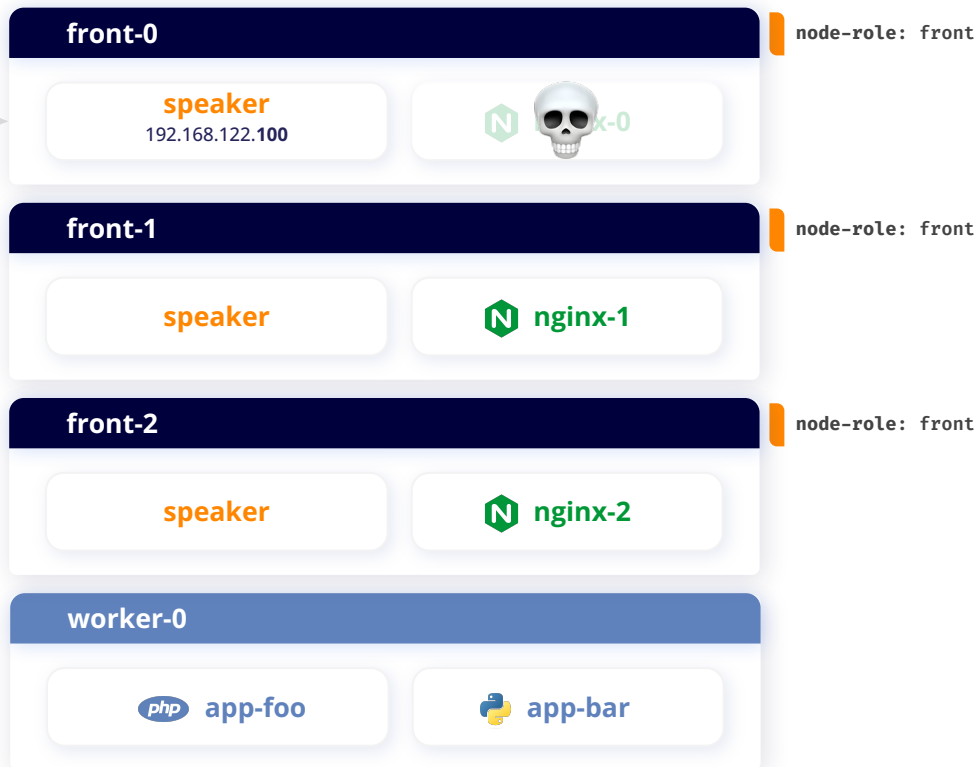 front-0
node-role: front
speaker
192.168.122.100
x-0
front-1
node-role: front
speaker
N nginx-1
front-2
node-role: front
speaker
N nginx-2
worker-0
php app-foo
app-bar